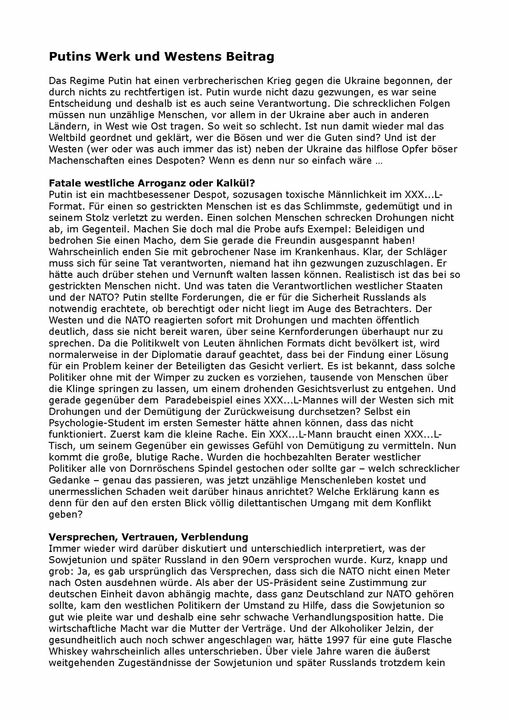 Putins Werk und Westens Beitrag
Das Regime Putin hat einen verbrecherischen Krieg gegen die Ukraine begonnen, der
durch nichts zu rechtfertigen ist. Putin wurde nicht dazu gezwungen, es war seine
Entscheidung und deshalb ist es auch seine Verantwortung. Die schrecklichen Folgen
müssen nun unzählige Menschen, vor allem in der Ukraine aber auch in anderen
Ländern, in West wie Ost tragen. So weit so schlecht. Ist nun damit wieder mal das
Weltbild geordnet und geklärt, wer die Bösen und wer die Guten sind? Und ist der
Westen (wer oder was auch immer das ist) neben der Ukraine das hilflose Opfer böser
Machenschaften eines Despoten? Wenn es denn nur so einfach wäre ...
Fatale westliche Arroganz oder Kalkül?
Putin ist ein machtbesessener Despot, sozusagen toxische Männlichkeit im XXX...L-
Format. Für einen so gestrickten Menschen ist es das Schlimmste, gedemütigt und in
seinem Stolz verletzt zu werden. Einen solchen Menschen schrecken Drohungen nicht
ab, im Gegenteil. Machen Sie doch mal die Probe aufs Exempel: Beleidigen und
bedrohen Sie einen Macho, dem Sie gerade die Freundin ausgespannt haben!
Wahrscheinlich enden Sie mit gebrochener Nase im Krankenhaus. Klar, der Schläger
muss sich für seine Tat verantworten, niemand hat ihn gezwungen zuzuschlagen. Er
hätte auch drüber stehen und Vernunft walten lassen können. Realistisch ist das bei so
gestrickten Menschen nicht. Und was taten die Verantwortlichen westlicher Staaten
und der NATO? Putin stellte Forderungen, die er für die Sicherheit Russlands als
notwendig erachtete, ob berechtigt oder nicht liegt im Auge des Betrachters. Der
Westen und die NATO reagierten sofort mit Drohungen und machten öffentlich
deutlich, dass sie nicht bereit waren, über seine Kernforderungen überhaupt nur zu
sprechen. Da die Politikwelt von Leuten ähnlichen Formats dicht bevölkert ist, wird
normalerweise in der Diplomatie darauf geachtet, dass bei der Findung einer Lösung
für ein Problem keiner der Beteiligten das Gesicht verliert. Es ist bekannt, dass solche
Politiker ohne mit der Wimper zu zucken es vorziehen, tausende von Menschen über
die Klinge springen zu lassen, um einem drohenden Gesichtsverlust zu entgehen. Und
gerade gegenüber dem Paradebeispiel eines XXX...L-Mannes will der Westen sich mit
Drohungen und der Demütigung der Zurückweisung durchsetzen? Selbst ein
Psychologie-Student im ersten Semester hätte ahnen können, dass das nicht
funktioniert. Zuerst kam die kleine Rache. Ein XXX...L-Mann braucht einen XXX...L-
Tisch, um seinem Gegenüber ein gewisses Gefühl von Demütigung zu vermitteln. Nun
kommt die große, blutige Rache. Wurden die hochbezahlten Berater westlicher
Politiker alle von Dornröschens Spindel gestochen oder sollte gar – welch schrecklicher
Gedanke – genau das passieren, was jetzt unzählige Menschenleben kostet und
unermesslichen Schaden weit darüber hinaus anrichtet? Welche Erklärung kann es
denn für den auf den ersten Blick völlig dilettantischen Umgang mit dem Konflikt
geben?
Versprechen, Vertrauen, Verblendung
Immer wieder wird darüber diskutiert und unterschiedlich interpretiert, was der
Sowjetunion und später Russland in den 90ern versprochen wurde. Kurz, knapp und
grob: Ja, es gab ursprünglich das Versprechen, dass sich die NATO nicht einen Meter
nach Osten ausdehnen würde. Als aber der US-Präsident seine Zustimmung zur
deutschen Einheit davon abhängig machte, dass ganz Deutschland zur NATO gehören
sollte, kam den westlichen Politikern der Umstand zu Hilfe, dass die Sowjetunion so
gut wie pleite war und deshalb eine sehr schwache Verhandlungsposition hatte. Die
wirtschaftliche Macht war die Mutter der Verträge. Und der Alkoholiker Jelzin, der
gesundheitlich auch noch schwer angeschlagen war, hätte 1997 für eine gute Flasche
Whiskey wahrscheinlich alles unterschrieben. Über viele Jahre waren die äußerst
weitgehenden Zugeständnisse der Sowjetunion und später Russlands trotzdem kein